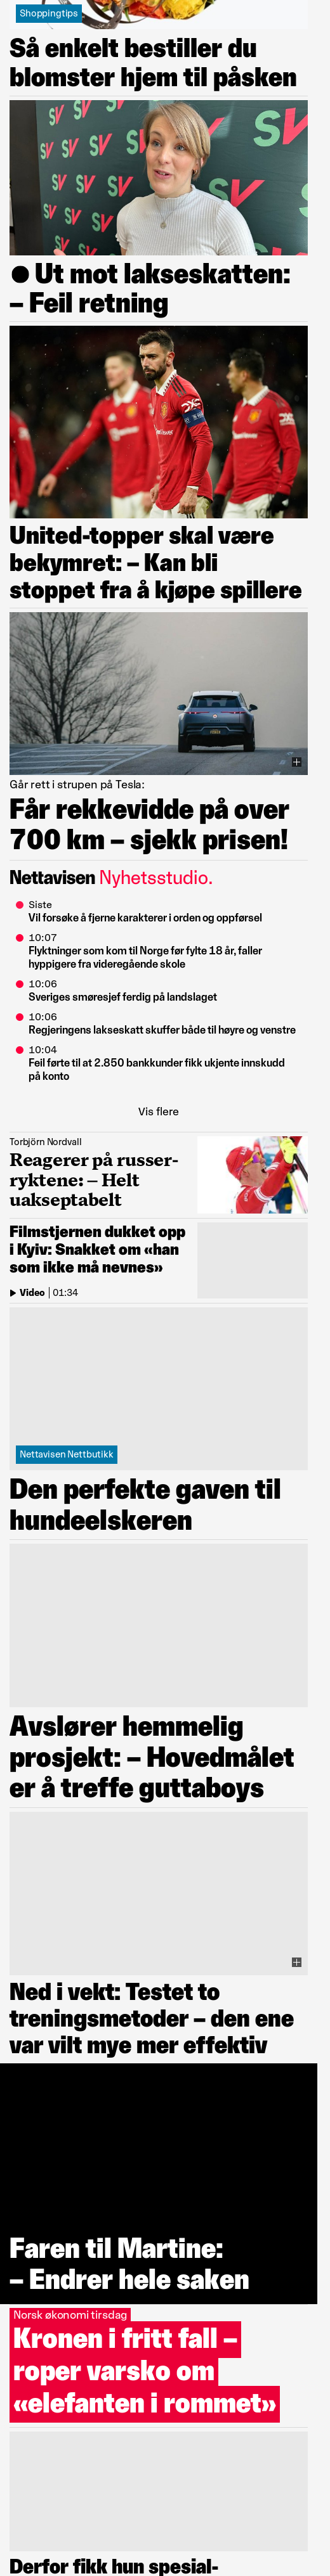 Shoppingtips
Så enkelt bestiller du
blomster hjem til påsken
SV SV SV SV
● Ut mot lakseskatten:
– Feil retning
United-topper skal være
bekymret: – Kan bli
stoppet fra å kjøpe spillere
Går rett i strupen på Tesla:
Får rekkevidde på over
700 km – sjekk prisen!
Nettavisen Nyhetsstudio.
Siste
Vil forsøke å fjerne karakterer i orden og oppførsel
10:07
Flyktninger som kom til Norge før fylte 18 år, faller
hyppigere fra videregående skole
10:06
Sveriges smøresjef ferdig på landslaget
10:06
Regjeringens lakseskatt skuffer både til høyre og venstre
10:04
Feil førte til at 2.850 bankkunder fikk ukjente innskudd
på konto
Vis flere
Torbjörn Nordvall
Reagerer på russer-
ryktene: – Helt
uakseptabelt
Filmstjernen dukket opp
i Kyiv: Snakket om «han
som ikke må nevnes»
Video | 01:34
Nettavisen Nettbutikk
Den perfekte gaven til
hundeelskeren
Avslører hemmelig
prosjekt: – Hovedmålet
er å treffe guttaboys
Ned i vekt: Testet to
treningsmetoder – den ene
var vilt mye mer effektiv
Faren til Martine:
– Endrer hele saken
Norsk økonomi tirsdag
Kronen i fritt fall –
roper varsko om
«elefanten i rommet»
Derfor fikk hun spesial-